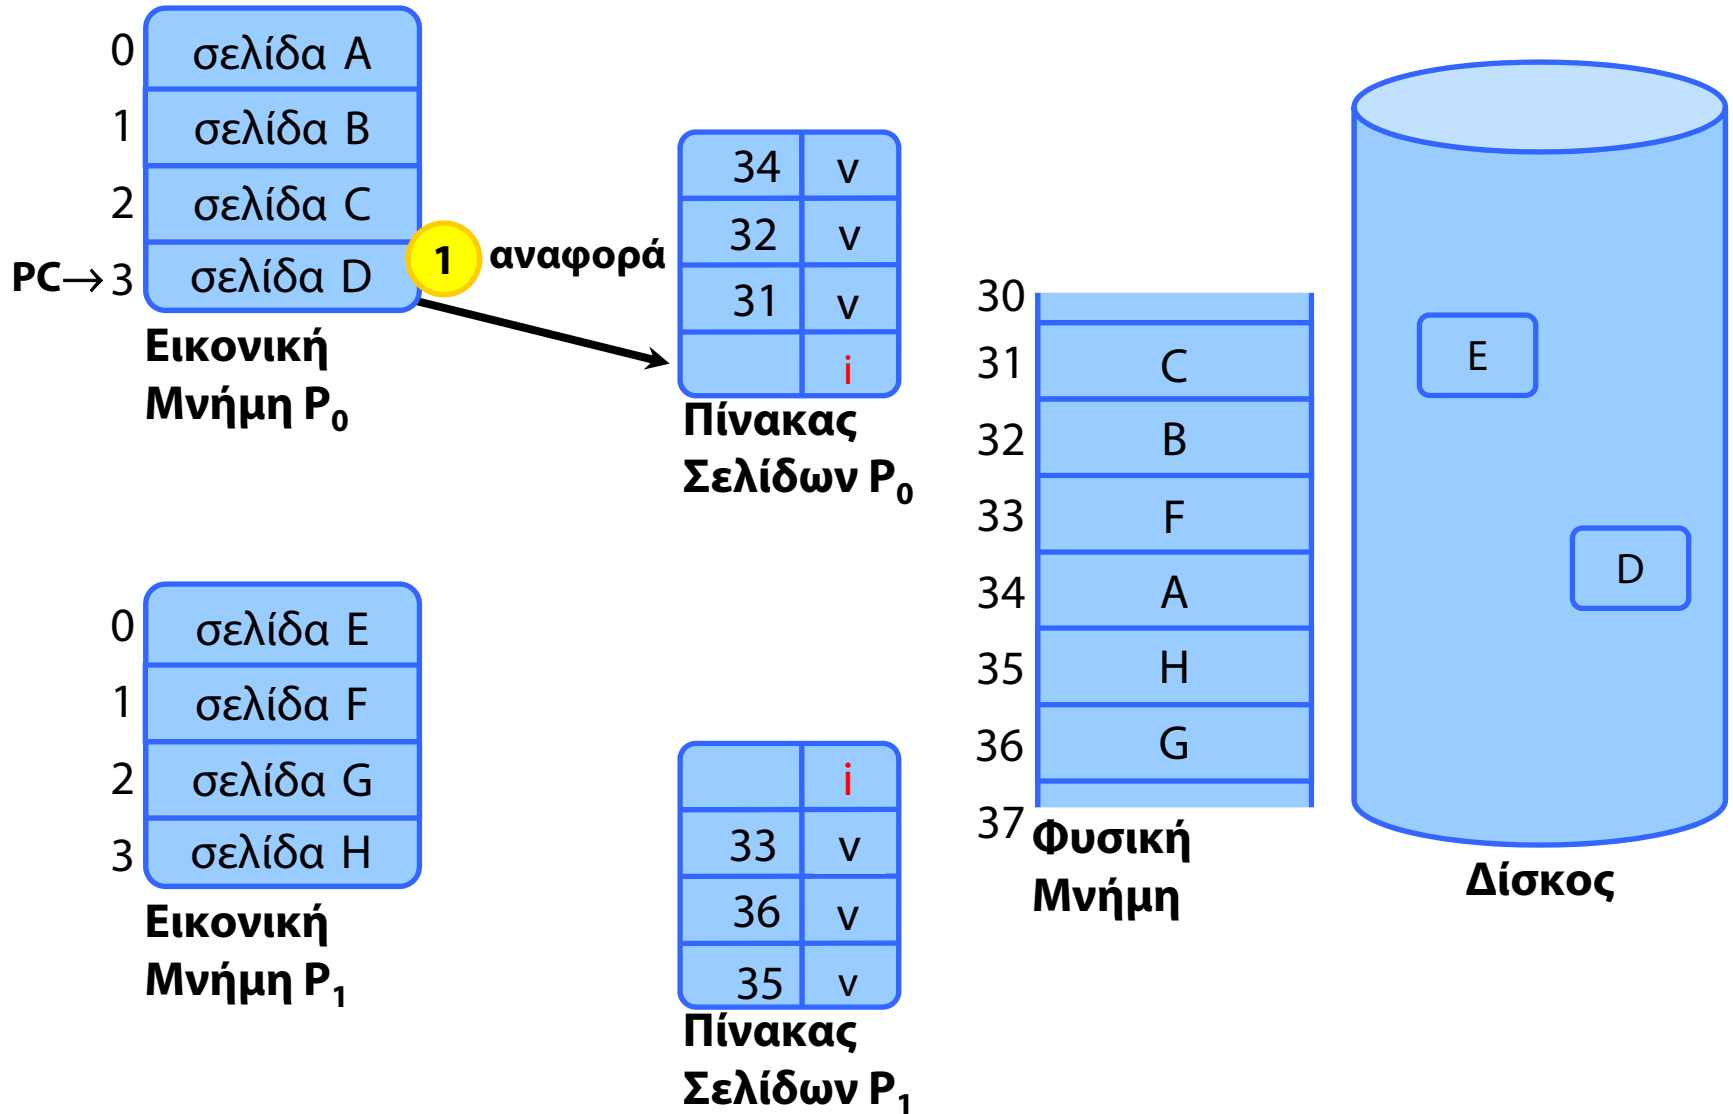 0 σελίδα A
1 σελίδα B
2 σελίδα C
PC→ 3 σελίδα D
1 αναφορά
Εικονική
Μνήμη P0
34 v
32 v
31 v
i
Πίνακας
Σελίδων P0
0 σελίδα E
1 σελίδα F
2 σελίδα G
3 σελίδα H
Εικονική
Μνήμη P1
i
33 v
36 v
35 v
Πίνακας
Σελίδων P1
30
31 C
32 B
33 F
34 A
35 H
36 G
37
Φυσική
Μνήμη
E
D
Δίσκος